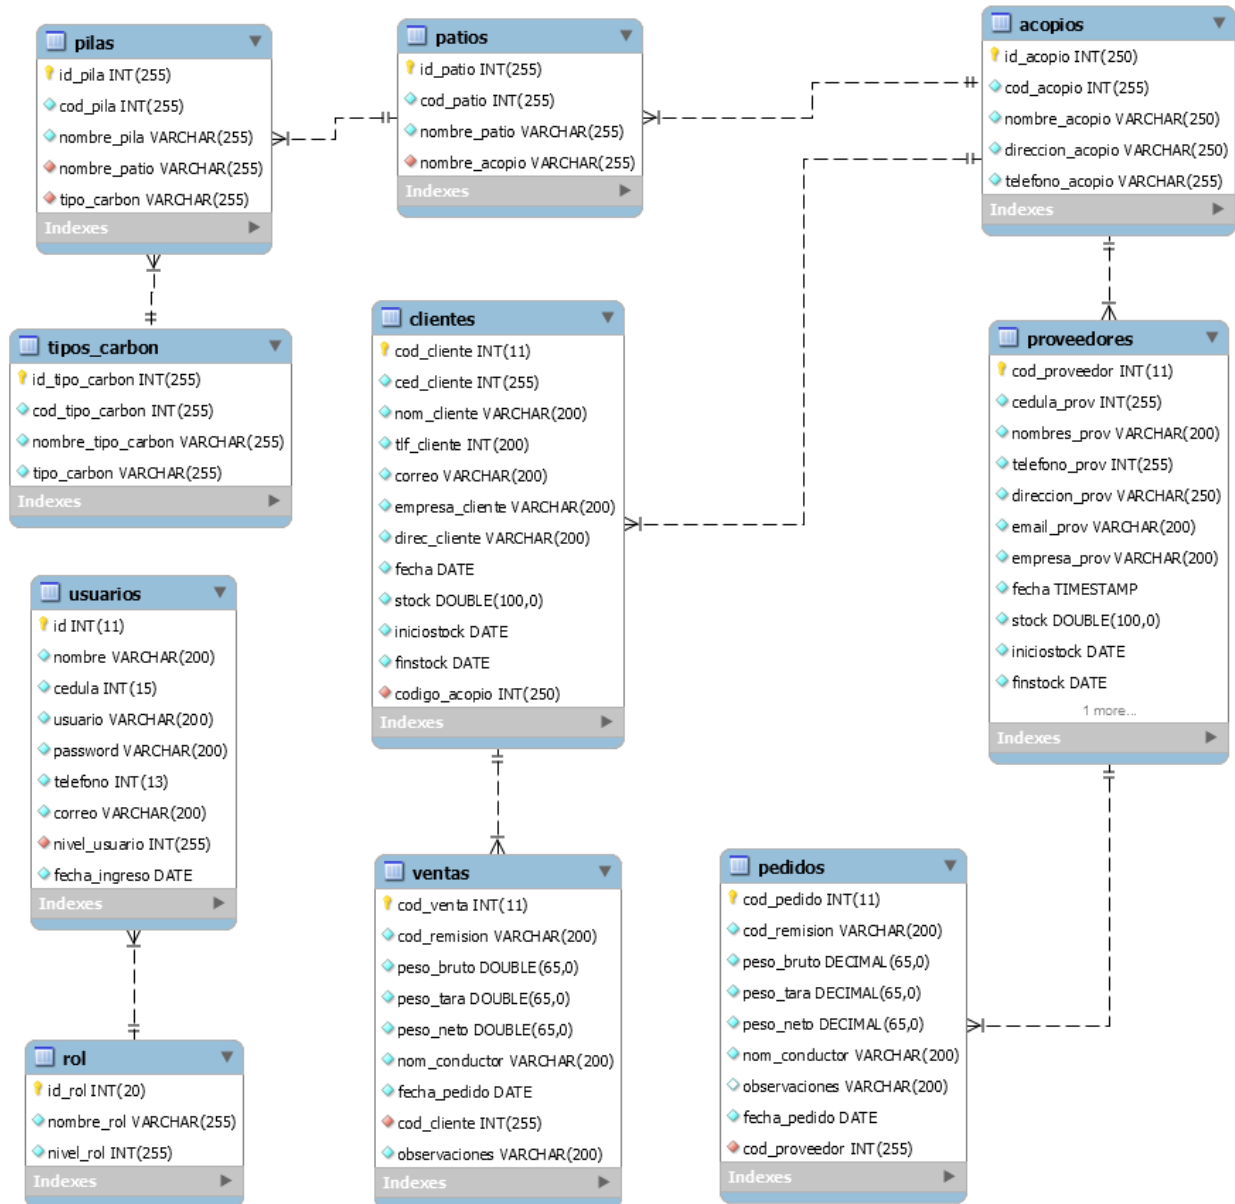 pilas
id_pila INT(255)
cod_pila INT(255)
nombre_pila VARCHAR(255)
nombre_patio VARCHAR(255)
tipo_carbon VARCHAR(255)
Indexes
patios
id_patio INT(255)
cod_patio INT(255)
nombre_patio VARCHAR(255)
nombre_acopio VARCHAR(255)
Indexes
acopios
id_acopio INT(250)
cod_acopio INT(255)
nombre_acopio VARCHAR(250)
direccion_acopio VARCHAR(250)
telefono_acopio VARCHAR(255)
Indexes
tipos_carbon
id_tipo_carbon INT(255)
cod_tipo_carbon INT(255)
nombre_tipo_carbon VARCHAR(255)
tipo_carbon VARCHAR(255)
Indexes
clientes
cod_cliente INT(11)
ced_cliente INT(255)
nom_cliente VARCHAR(200)
tlf_cliente INT(200)
correo VARCHAR(200)
empresa_cliente VARCHAR(200)
direc_cliente VARCHAR(200)
fecha DATE
stock DOUBLE(100,0)
iniciostock DATE
finstock DATE
codigo_acopio INT(250)
Indexes
proveedores
cod_proveedor INT(11)
cedula_prov INT(255)
nombres_prov VARCHAR(200)
telefono_prov INT(255)
direccion_prov VARCHAR(250)
email_prov VARCHAR(200)
empresa_prov VARCHAR(200)
fecha TIMESTAMP
stock DOUBLE(100,0)
iniciostock DATE
finstock DATE
1 more...
Indexes
usuarios
id INT(11)
nombre VARCHAR(200)
cedula INT(15)
usuario VARCHAR(200)
password VARCHAR(200)
telefono INT(13)
correo VARCHAR(200)
nivel_usuario INT(255)
fecha_ingreso DATE
Indexes
ventas
cod_venta INT(11)
cod_remision VARCHAR(200)
peso_bruto DOUBLE(65,0)
peso_tara DOUBLE(65,0)
peso_neto DOUBLE(65,0)
nom_conductor VARCHAR(200)
fecha_pedido DATE
cod_cliente INT(255)
observaciones VARCHAR(200)
Indexes
pedidos
cod_pedido INT(11)
cod_remision VARCHAR(200)
peso_bruto DECIMAL(65,0)
peso_tara DECIMAL(65,0)
peso_neto DECIMAL(65,0)
nom_conductor VARCHAR(200)
observaciones VARCHAR(200)
fecha_pedido DATE
cod_proveedor INT(255)
Indexes
rol
id_rol INT(20)
nombre_rol VARCHAR(255)
nivel_rol INT(255)
Indexes